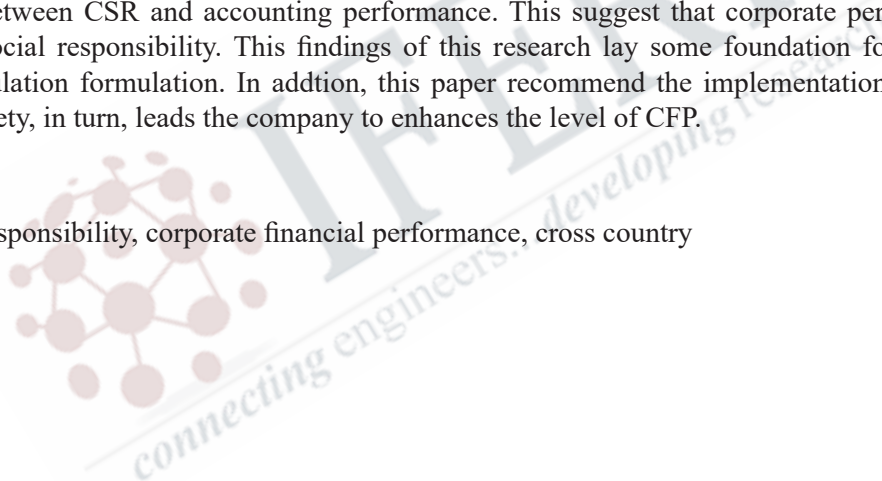 etween CSR and accounting performance. This suggest that corporate per
ocial responsibility. This findings of this research lay some foundation fo
ulation formulation. In addtion, this paper recommend the implementation
ety, in turn, leads the company to enhances the level of CFP.
sponsibility, corporate financial performance, cross country
IFER
connecting engineers...developing research